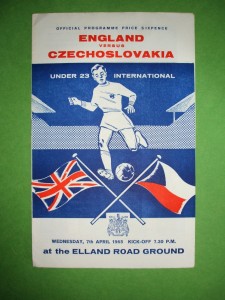 OFFICIAL PROGRAMME PRICE SIXPENCE
ENGLAND
VERSUS
CZECHOSLOVAKIA
UNDER 23 INTERNATIONAL
WEDNESDAY, 7th APRIL 1965 KICK-OFF 7.30 P.M.
at the ELLAND ROAD GROUND